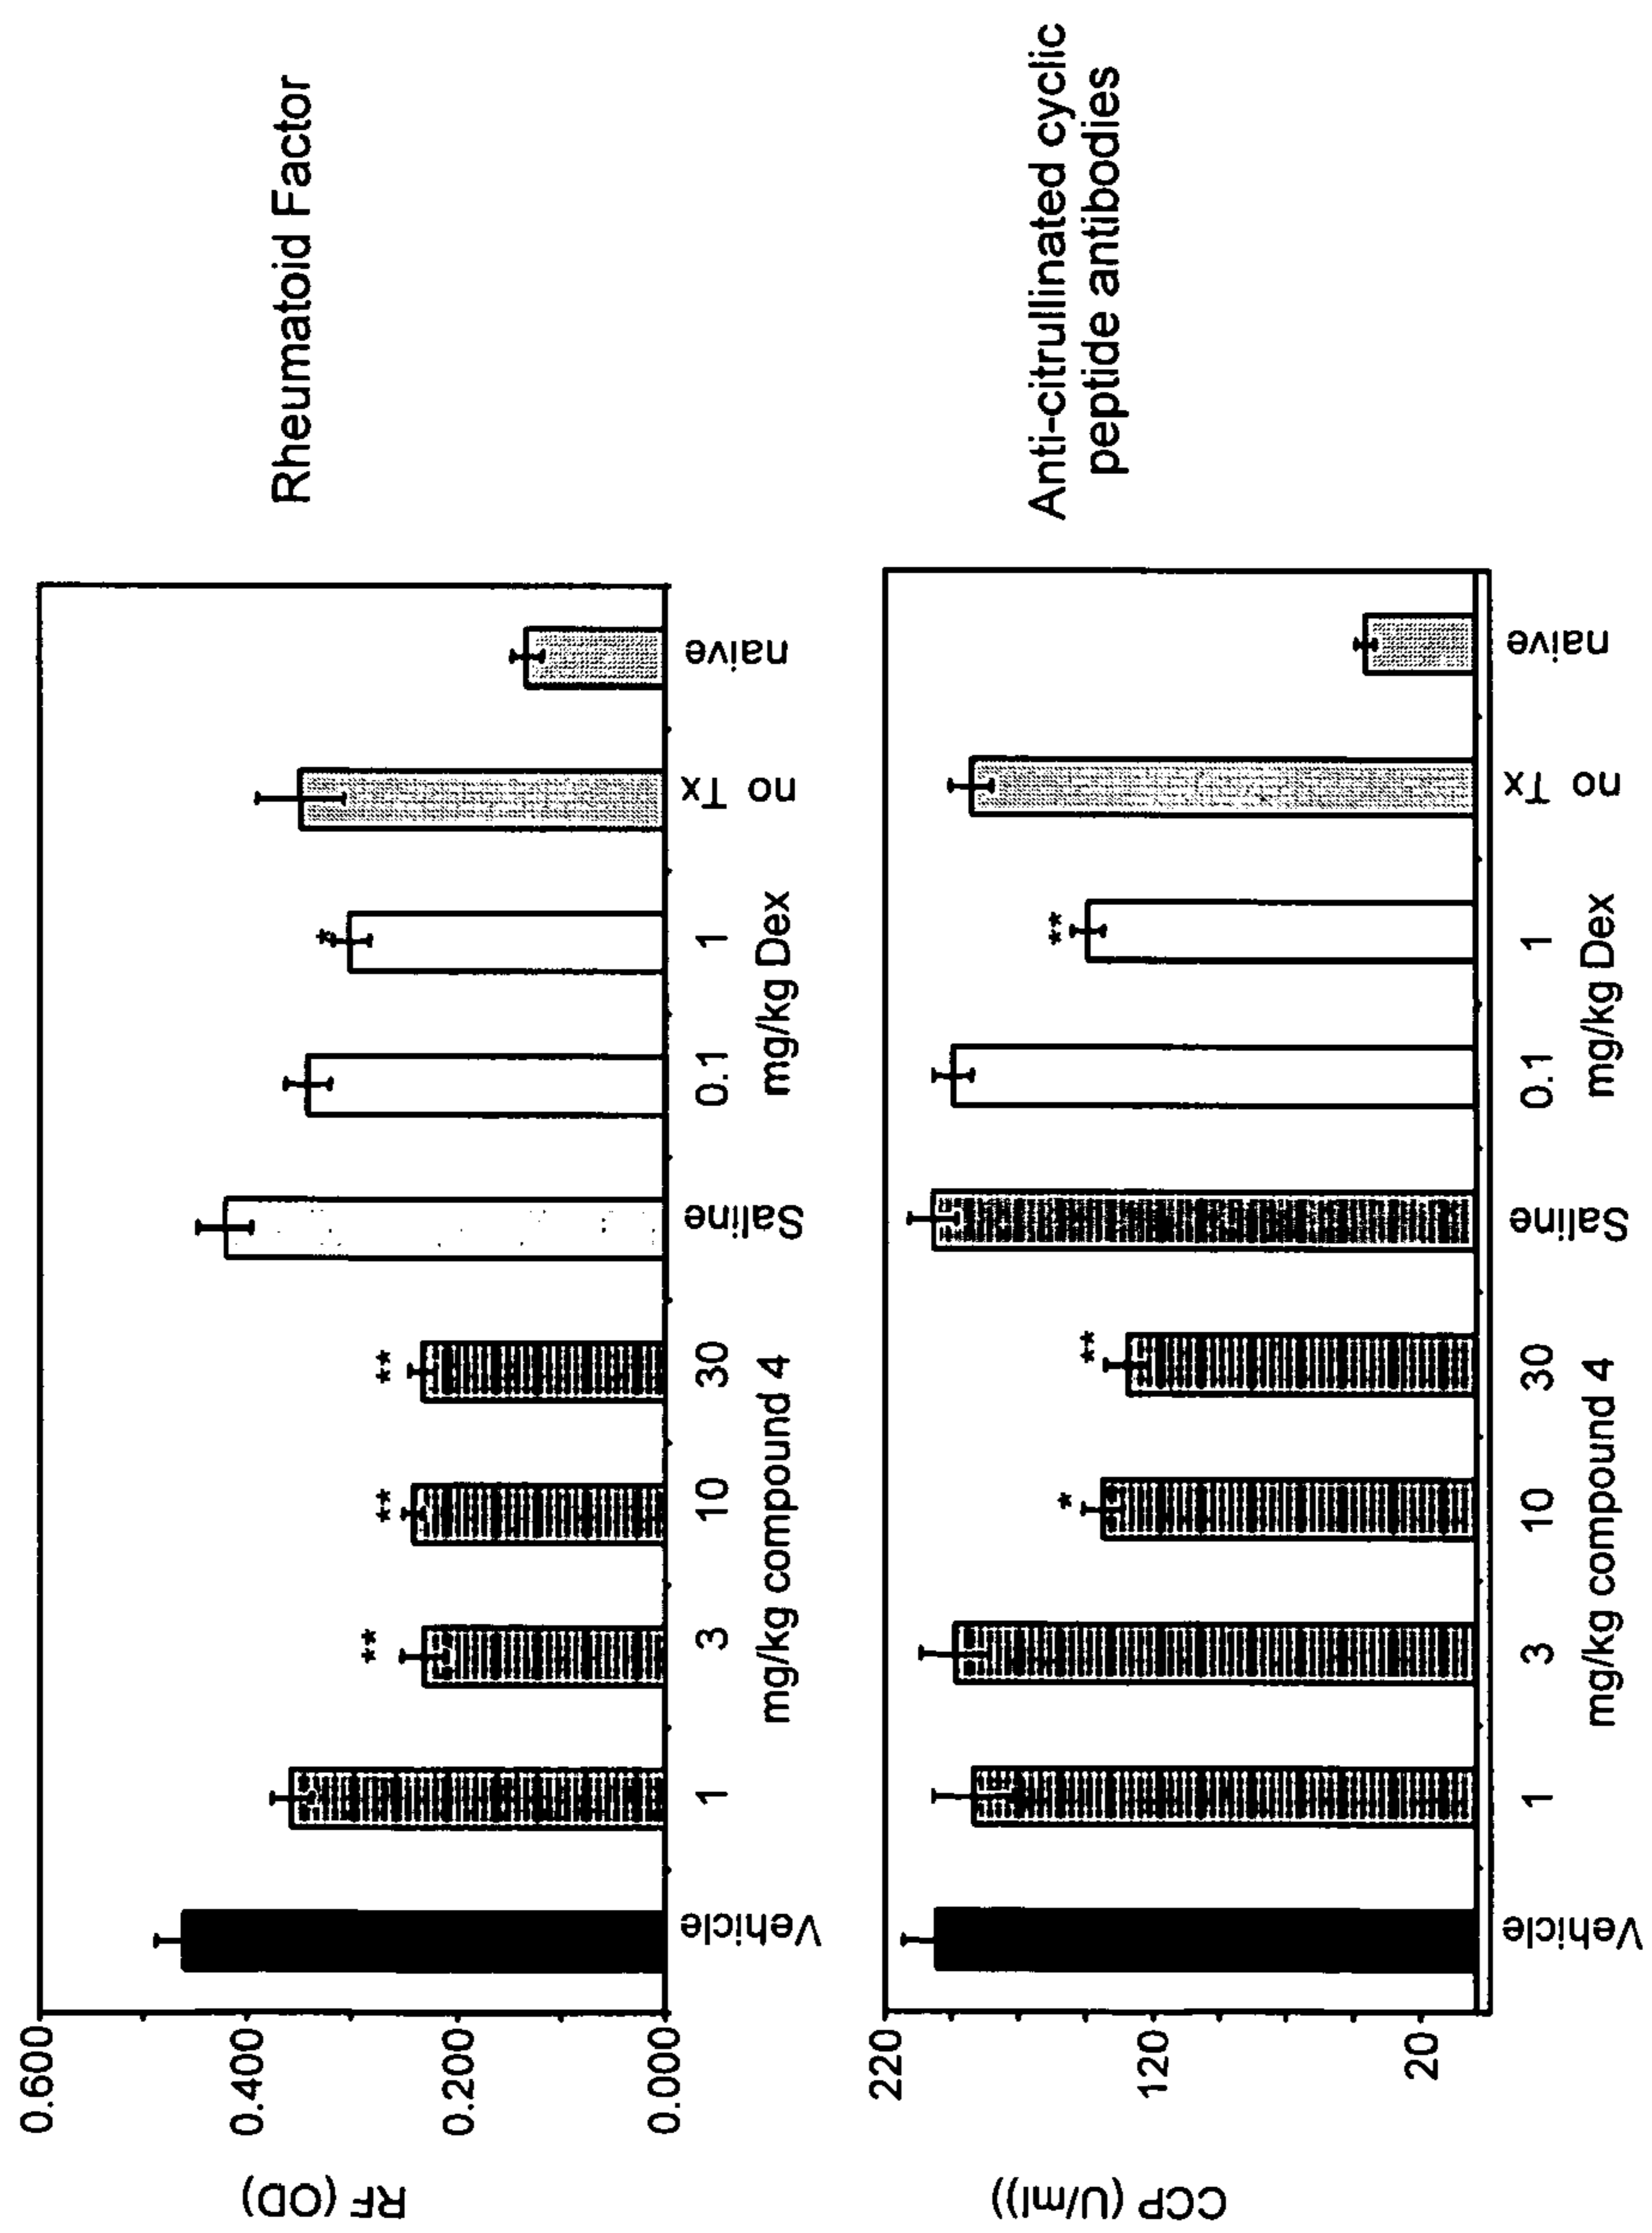 Rheumatoid Factor
RF (OD)
0.600
0.400
0.200
0.000
**
**
**
*
Vehicle 1 3 10 30 Saline 0.1 1 no Tx naive
mg/kg compound 4 mg/kg Dex
Anti-citrullinated cyclic
peptide antibodies
CCP (U/ml))
220
120
20
*
**
**
Vehicle 1 3 10 30 Saline 0.1 1 no Tx naive
mg/kg compound 4 mg/kg Dex